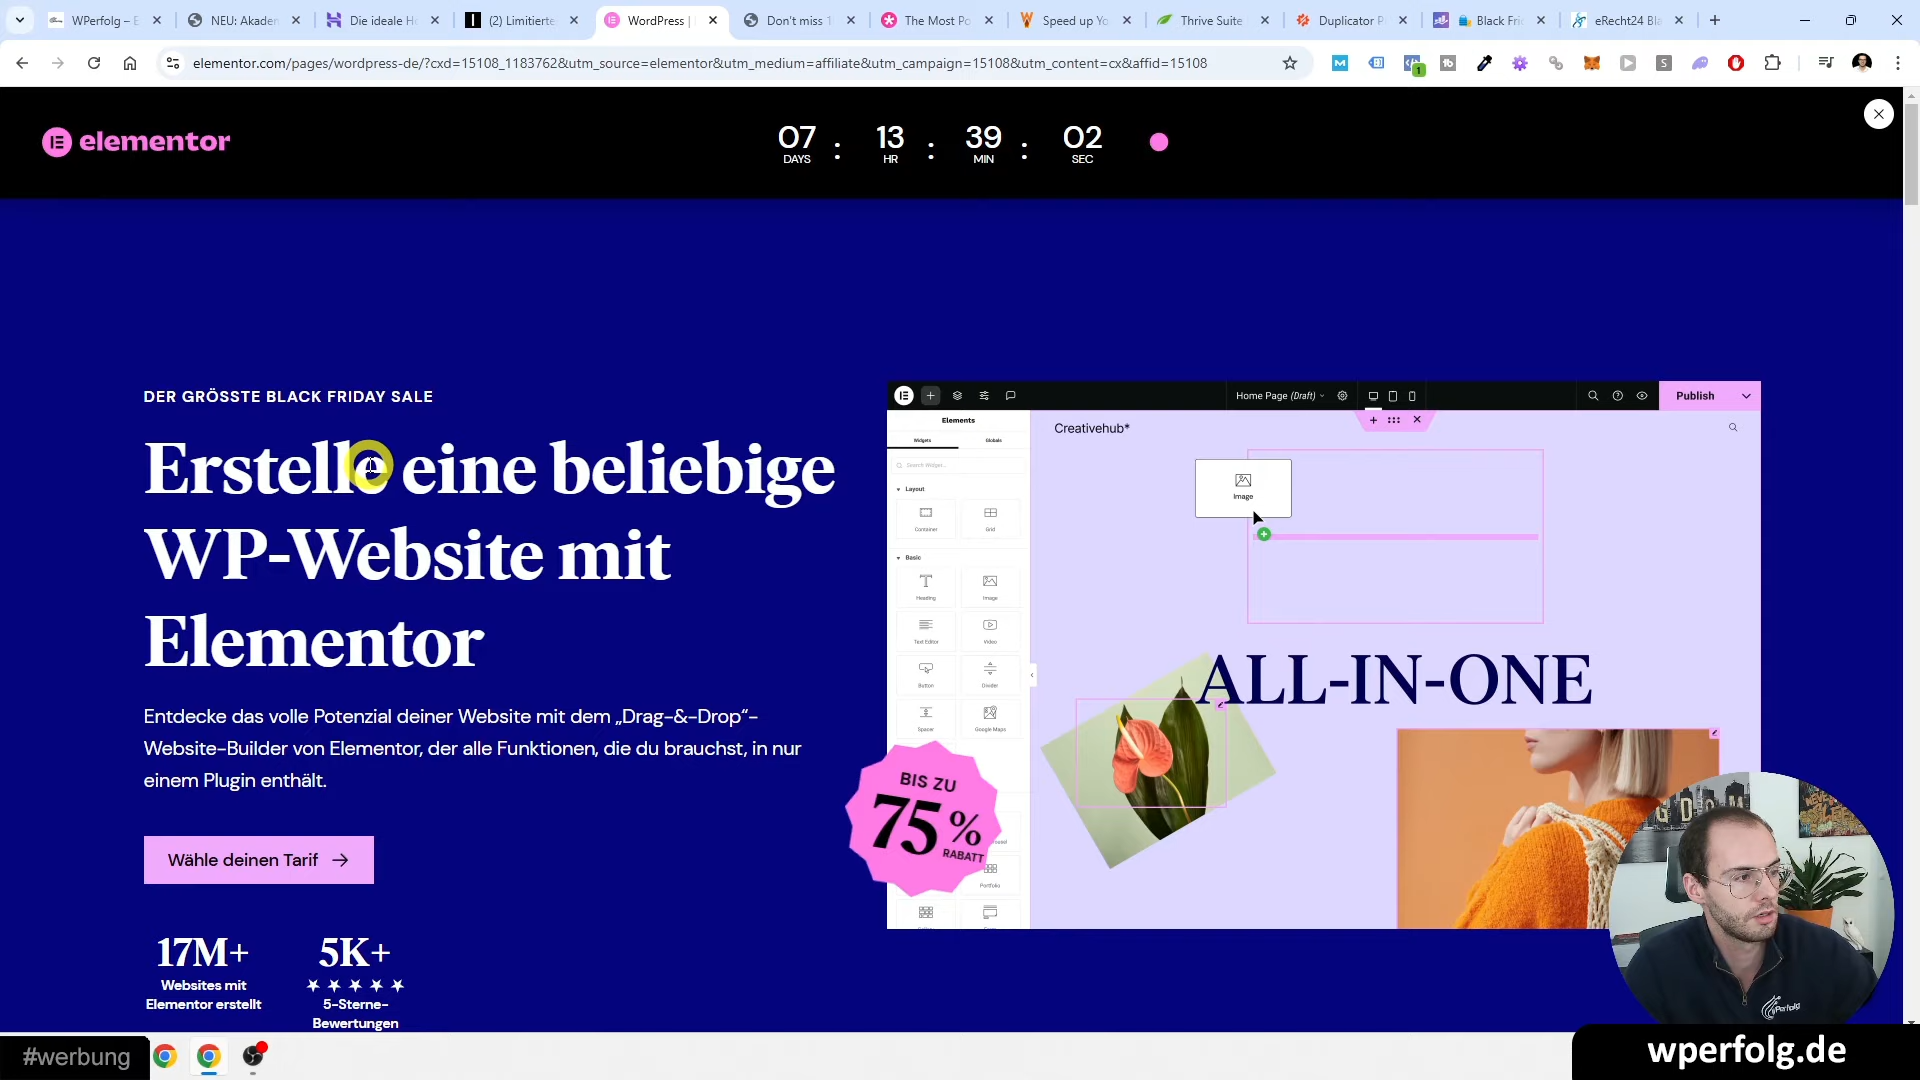 WPerfolg – E
NEU: Akaden
Die ideale Ho
(2) Limitierte
WordPress |
Don't miss 1
The Most Po
Speed up Yo
Thrive Suite
Duplicator P
Black Fri
eRecht24 Bla
elementor.com/pages/wordpress-de/?cxd=15108_1183762&utm_source=elementor&utm_medium=affiliate&utm_campaign=15108&utm_content=cx&affid=15108
elementor
07 : 13 : 39 : 02
DAYS HR MIN SEC
DER GRÖSSTE BLACK FRIDAY SALE
Erstelle eine beliebige
WP-Website mit
Elementor
Entdecke das volle Potenzial deiner Website mit dem „Drag-&-Drop“-
Website-Builder von Elementor, der alle Funktionen, die du brauchst, in nur
einem Plugin enthält.
Wähle deinen Tarif
17M+
Websites mit
Elementor erstellt
5K+
5-Sterne-
Bewertungen
Home Page (Draft)
Publish
Elements
Widgets Globals
Search Widget...
Layout
Container Grid
Basic
Heading Image
Text Editor Video
Button Divider
Spacer Google Maps
Portfolio
Creativehub*
Image
ALL-IN-ONE
BIS ZU
75%
RABATT
Perfolg
#werbung
wperfolg.de